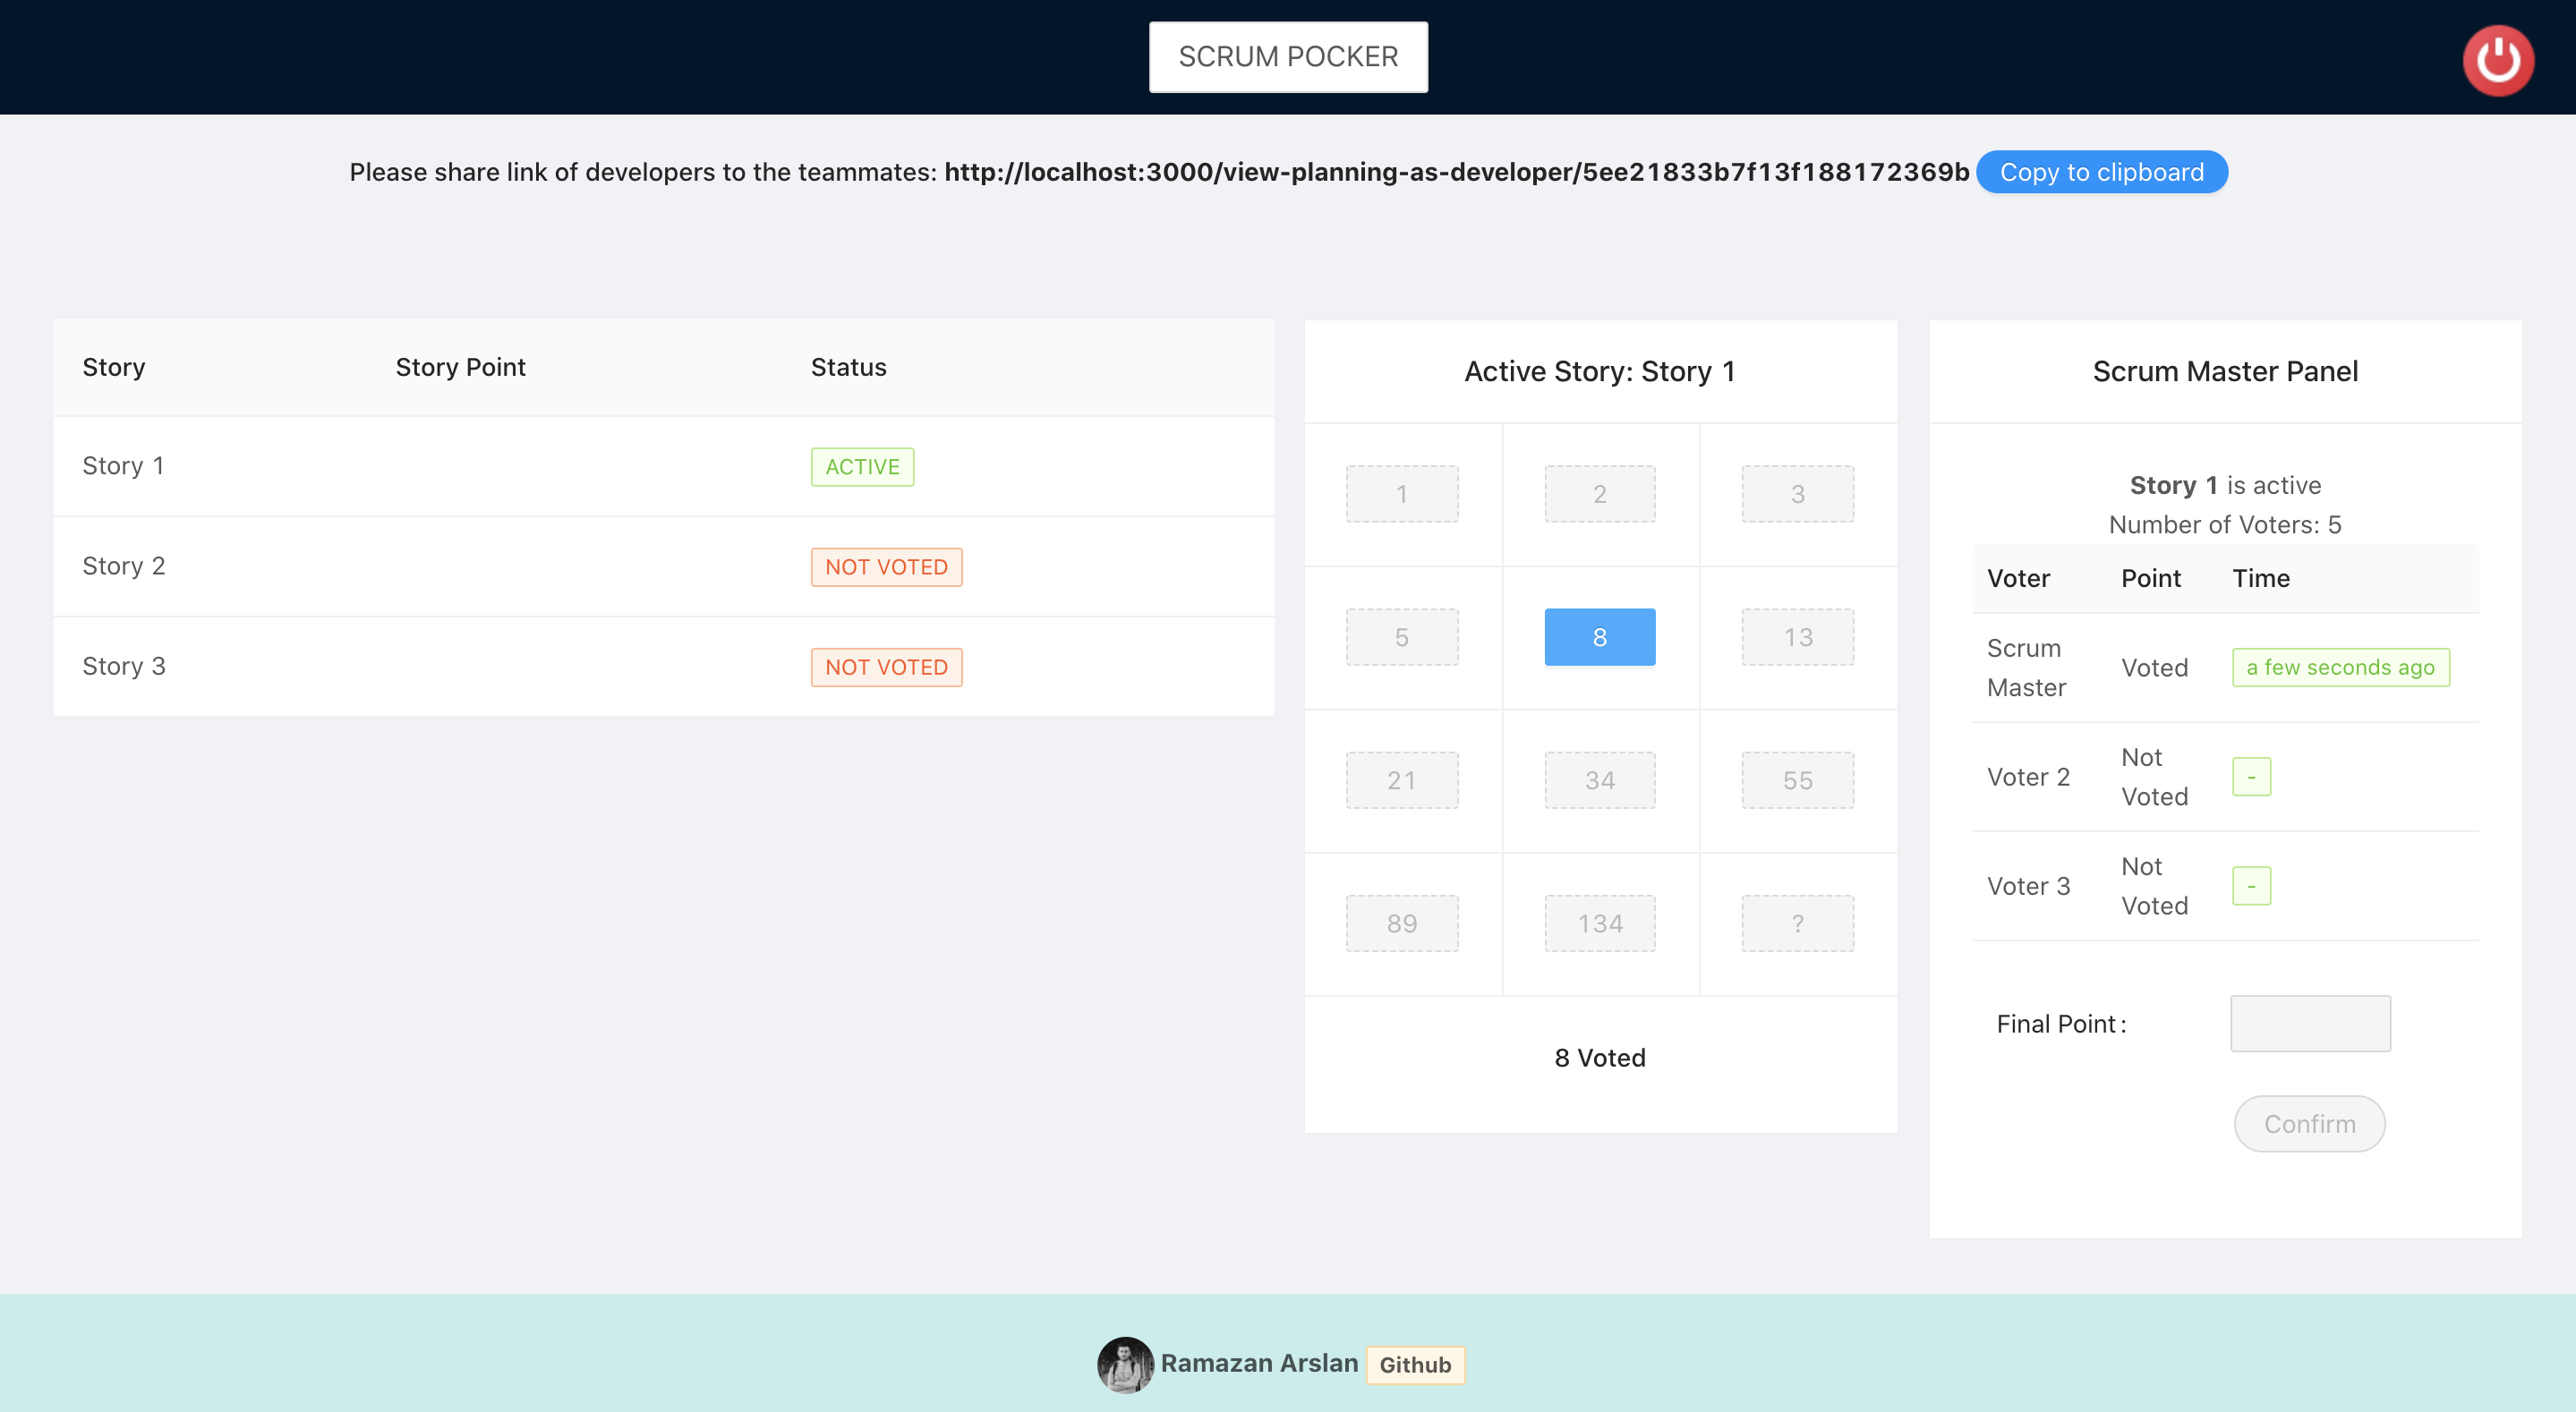 SCRUM POCKER
Please share link of developers to the teammates: http://localhost:3000/view-planning-as-developer/5ee21833b7f13f188172369b Copy to clipboard
Story Story Point Status
Story 1 ACTIVE
Story 2 NOT VOTED
Story 3 NOT VOTED
Active Story: Story 1
1 2 3
5 8 13
21 34 55
89 134 ?
8 Voted
Scrum Master Panel
Story 1 is active
Number of Voters: 5
Voter Point Time
Scrum
Master
Voted
a few seconds ago
Voter 2
Not
Voted
-
Voter 3
Not
Voted
-
Final Point:
Confirm
Ramazan Arslan Github